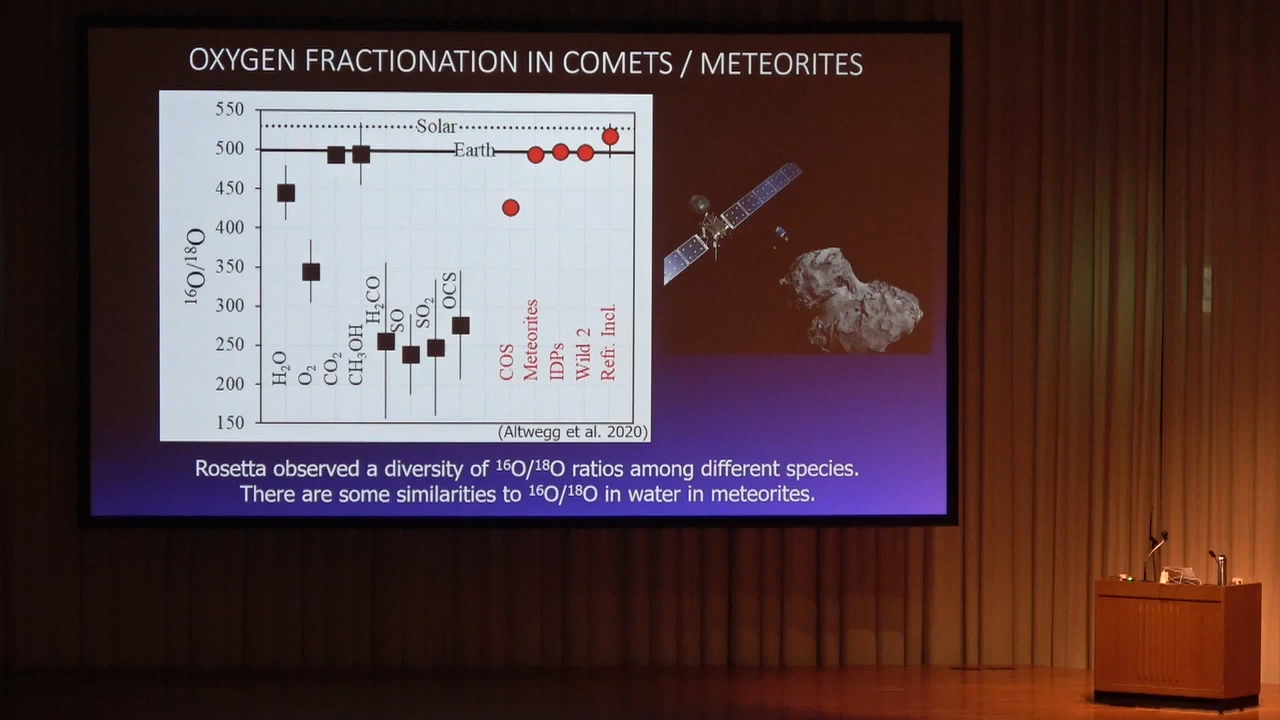 OXYGEN FRACTIONATION IN COMETS / METEORITES
550
500
450
400
350
300
250
200
150
¹⁶O/¹⁸O
Solar
Earth
H₂O
O₂
CO₂
CH₃OH
H₂CO
SO
SO₂
OCS
COS
Meteorites
IDPs
Wild 2
Refr. Incl.
(Altwegg et al. 2020)
Rosetta observed a diversity of ¹⁶O/¹⁸O ratios among different species.
There are some similarities to ¹⁶O/¹⁸O in water in meteorites.